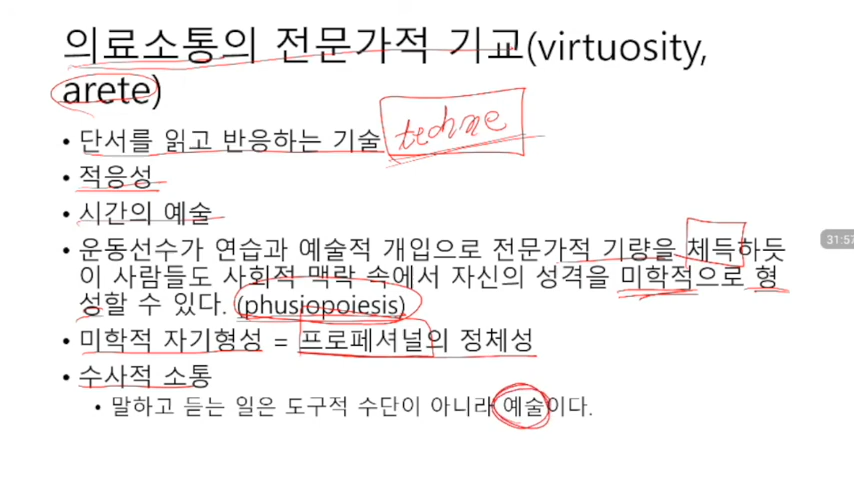 의료소통의 전문가적 기교(virtuosity,
arete)
• 단서를 읽고 반응하는 기술 techne
• 적응성
• 시간의 예술
• 운동선수가 연습과 예술적 개입으로 전문가적 기량을 체득하듯
이 사람들도 사회적 맥락 속에서 자신의 성격을 미학적으로 형
성할 수 있다. (phusiopoiesis)
• 미학적 자기형성 = 프로페셔널의 정체성
• 수사적 소통
• 말하고 듣는 일은 도구적 수단이 아니라 예술이다.
31:57